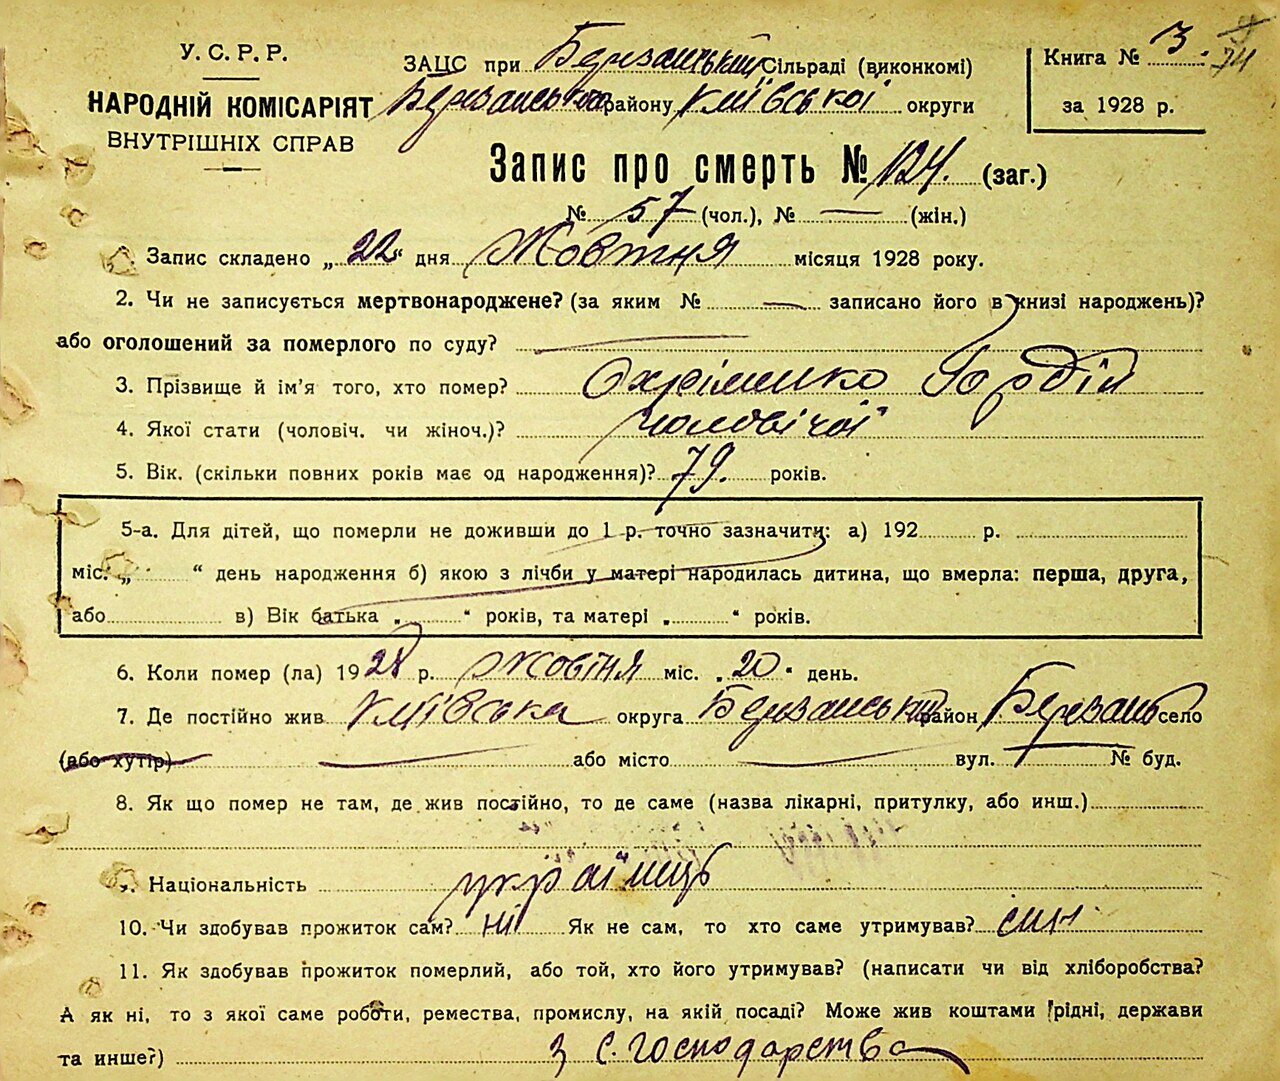 У.С.Р.Р.
НАРОДНІЙ КОМІСАРІЯТ
ВНУТРІШНІХ СПРАВ
ЗАЦС при Березанській Сільраді (виконкомі)
Березанського району Київської округи
Книга № 3.
за 1928 р.
74
Запис про смерть № 124. (заг.)
№ 57 (чол.), № — (жін.)
Запис складено „22“ дня Жовтня місяця 1928 року.
2. Чи не записується мертвонароджене? (за яким № — записано його в книзі народжень)?
або оголошений за померлого по суду? —
3. Прізвище й ім'я того, хто помер? Охріменко Гордій
4. Якої стати (чоловіч. чи жіноч.)? чоловічої
5. Вік. (скільки повних років має од народження)? 79. років.
5-а. Для дітей, що померли не доживши до 1 р. точно зазначити: а) 192 р.
міс. „ “ день народження б) якою з лічби у матері народилась дитина, що вмерла: перша, друга,
або в) Вік батька „ “ років, та матері „ “ років.
6. Коли помер (ла) 1928 р. Жовтня міс. „20“ день.
7. Де постійно жив Київська округа Березанський район Березань село
(або хутір) — або місто — вул. — № буд.
8. Як що помер не там, де жив постійно, то де саме (назва лікарні, притулку, або инш.)
9. Національність українець
10. Чи здобував прожиток сам? ні Як не сам, то хто саме утримував? син
11. Як здобував прожиток померлий, або той, хто його утримував? (написати чи від хліборобства?
А як ні, то з якої саме роботи, ремества, промислу, на якій посаді? Може жив коштами рідні, держави
та инше?) з с. господарства